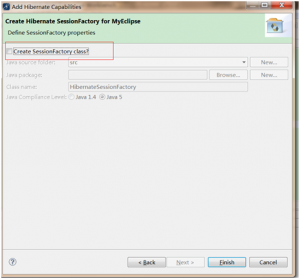 Add Hibernate Capabilities
Create Hibernate SessionFactory for MyEclipse
Define SessionFactory properties
Create SessionFactory class?
Java source folder: src New...
Java package: Browse... New...
Class name: HibernateSessionFactory
Java Compliance Level: Java 1.4 Java 5
< Back Next > Finish Cancel